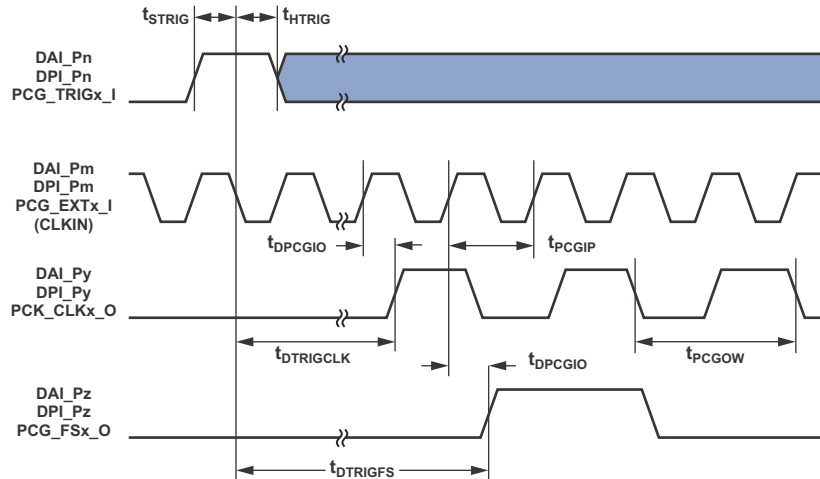 tSTRIG
tHTRIG
DAI_Pn
DPI_Pn
PCG_TRIGx_I
DAI_Pm
DPI_Pm
PCG_EXTx_I
(CLKIN)
tDPCGIO
tPCGIP
DAI_Py
DPI_Py
PCK_CLKx_O
tDTRIGCLK
tDPCGIO
tPCGOW
DAI_Pz
DPI_Pz
PCG_FSx_O
tDTRIGFS